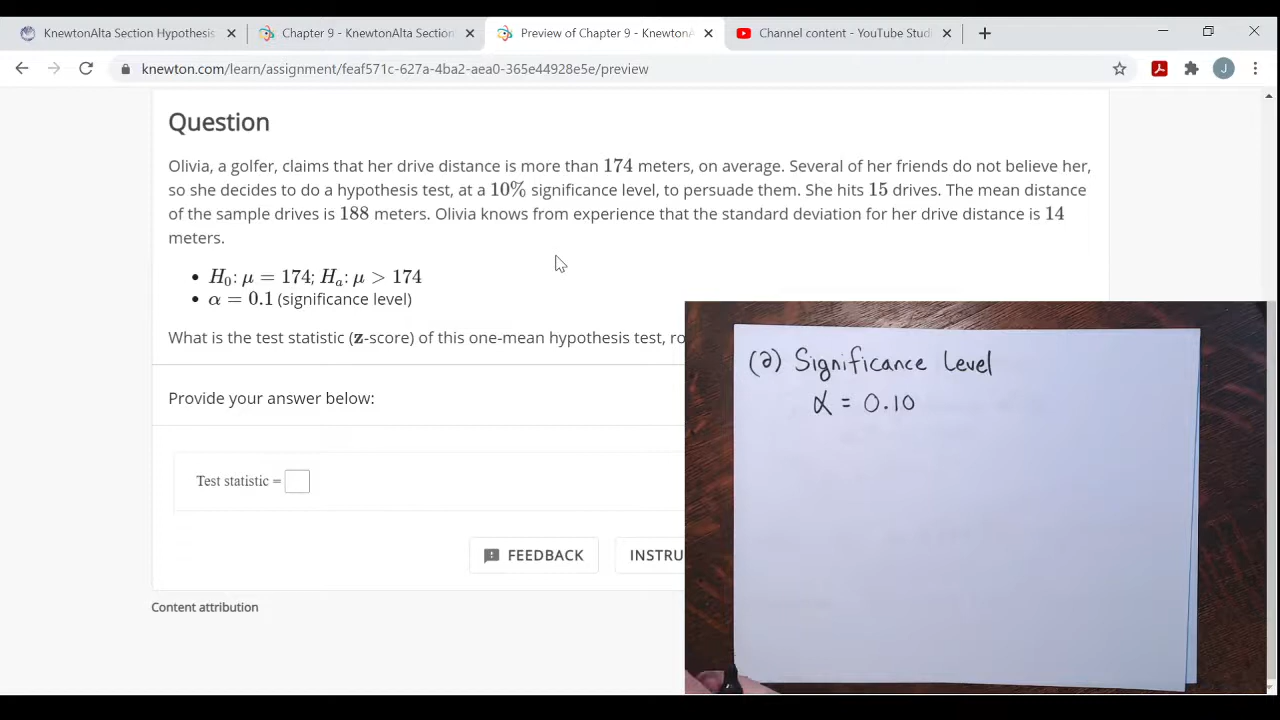 KnewtonAlta Section Hypothesis
Chapter 9 - KnewtonAlta Section
Preview of Chapter 9 - KnewtonA
Channel content - YouTube Studi
knewton.com/learn/assignment/feaf571c-627a-4ba2-aea0-365e44928e5e/preview
J
Question
Olivia, a golfer, claims that her drive distance is more than 174 meters, on average. Several of her friends do not believe her,
so she decides to do a hypothesis test, at a 10% significance level, to persuade them. She hits 15 drives. The mean distance
of the sample drives is 188 meters. Olivia knows from experience that the standard deviation for her drive distance is 14
meters.
• H₀: μ = 174; Hₐ: μ > 174
• α = 0.1 (significance level)
What is the test statistic (z-score) of this one-mean hypothesis test, ro
Provide your answer below:
Test statistic =
FEEDBACK
INSTRU
Content attribution
(2) Significance Level
α = 0.10